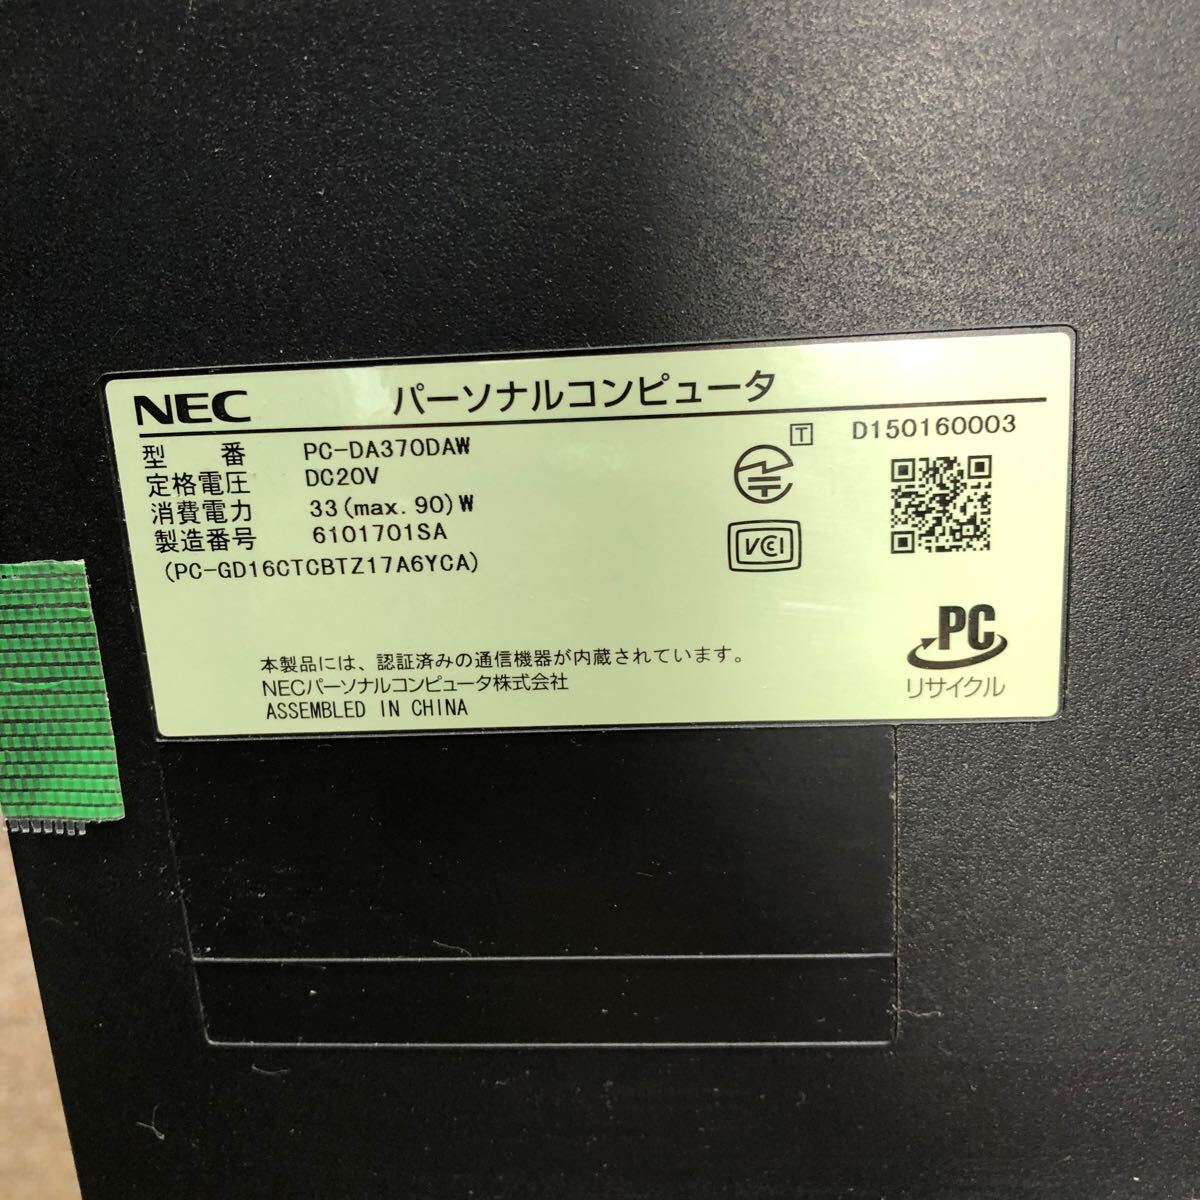 NEC パーソナルコンピュータ
型 番 PC-DA370DAW
定格電圧 DC20V
消費電力 33(max.90)W
製造番号 6101701SA
(PC-GD16CTCBTZ17A6YCA)
T D150160003
VCCI
本製品には、認証済みの通信機器が内蔵されています。
NECパーソナルコンピュータ株式会社
ASSEMBLED IN CHINA
PC
リサイクル